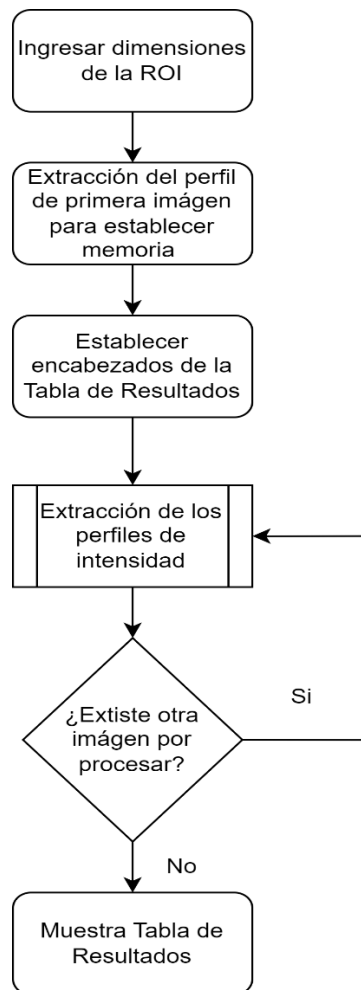 Ingresar dimensiones
de la ROI
Extracción del perfil
de primera imágen
para establecer
memoria
Establecer
encabezados de la
Tabla de Resultados
Extracción de los
perfiles de
intensidad
¿Extiste otra
imágen por
procesar?
Si
No
Muestra Tabla de
Resultados